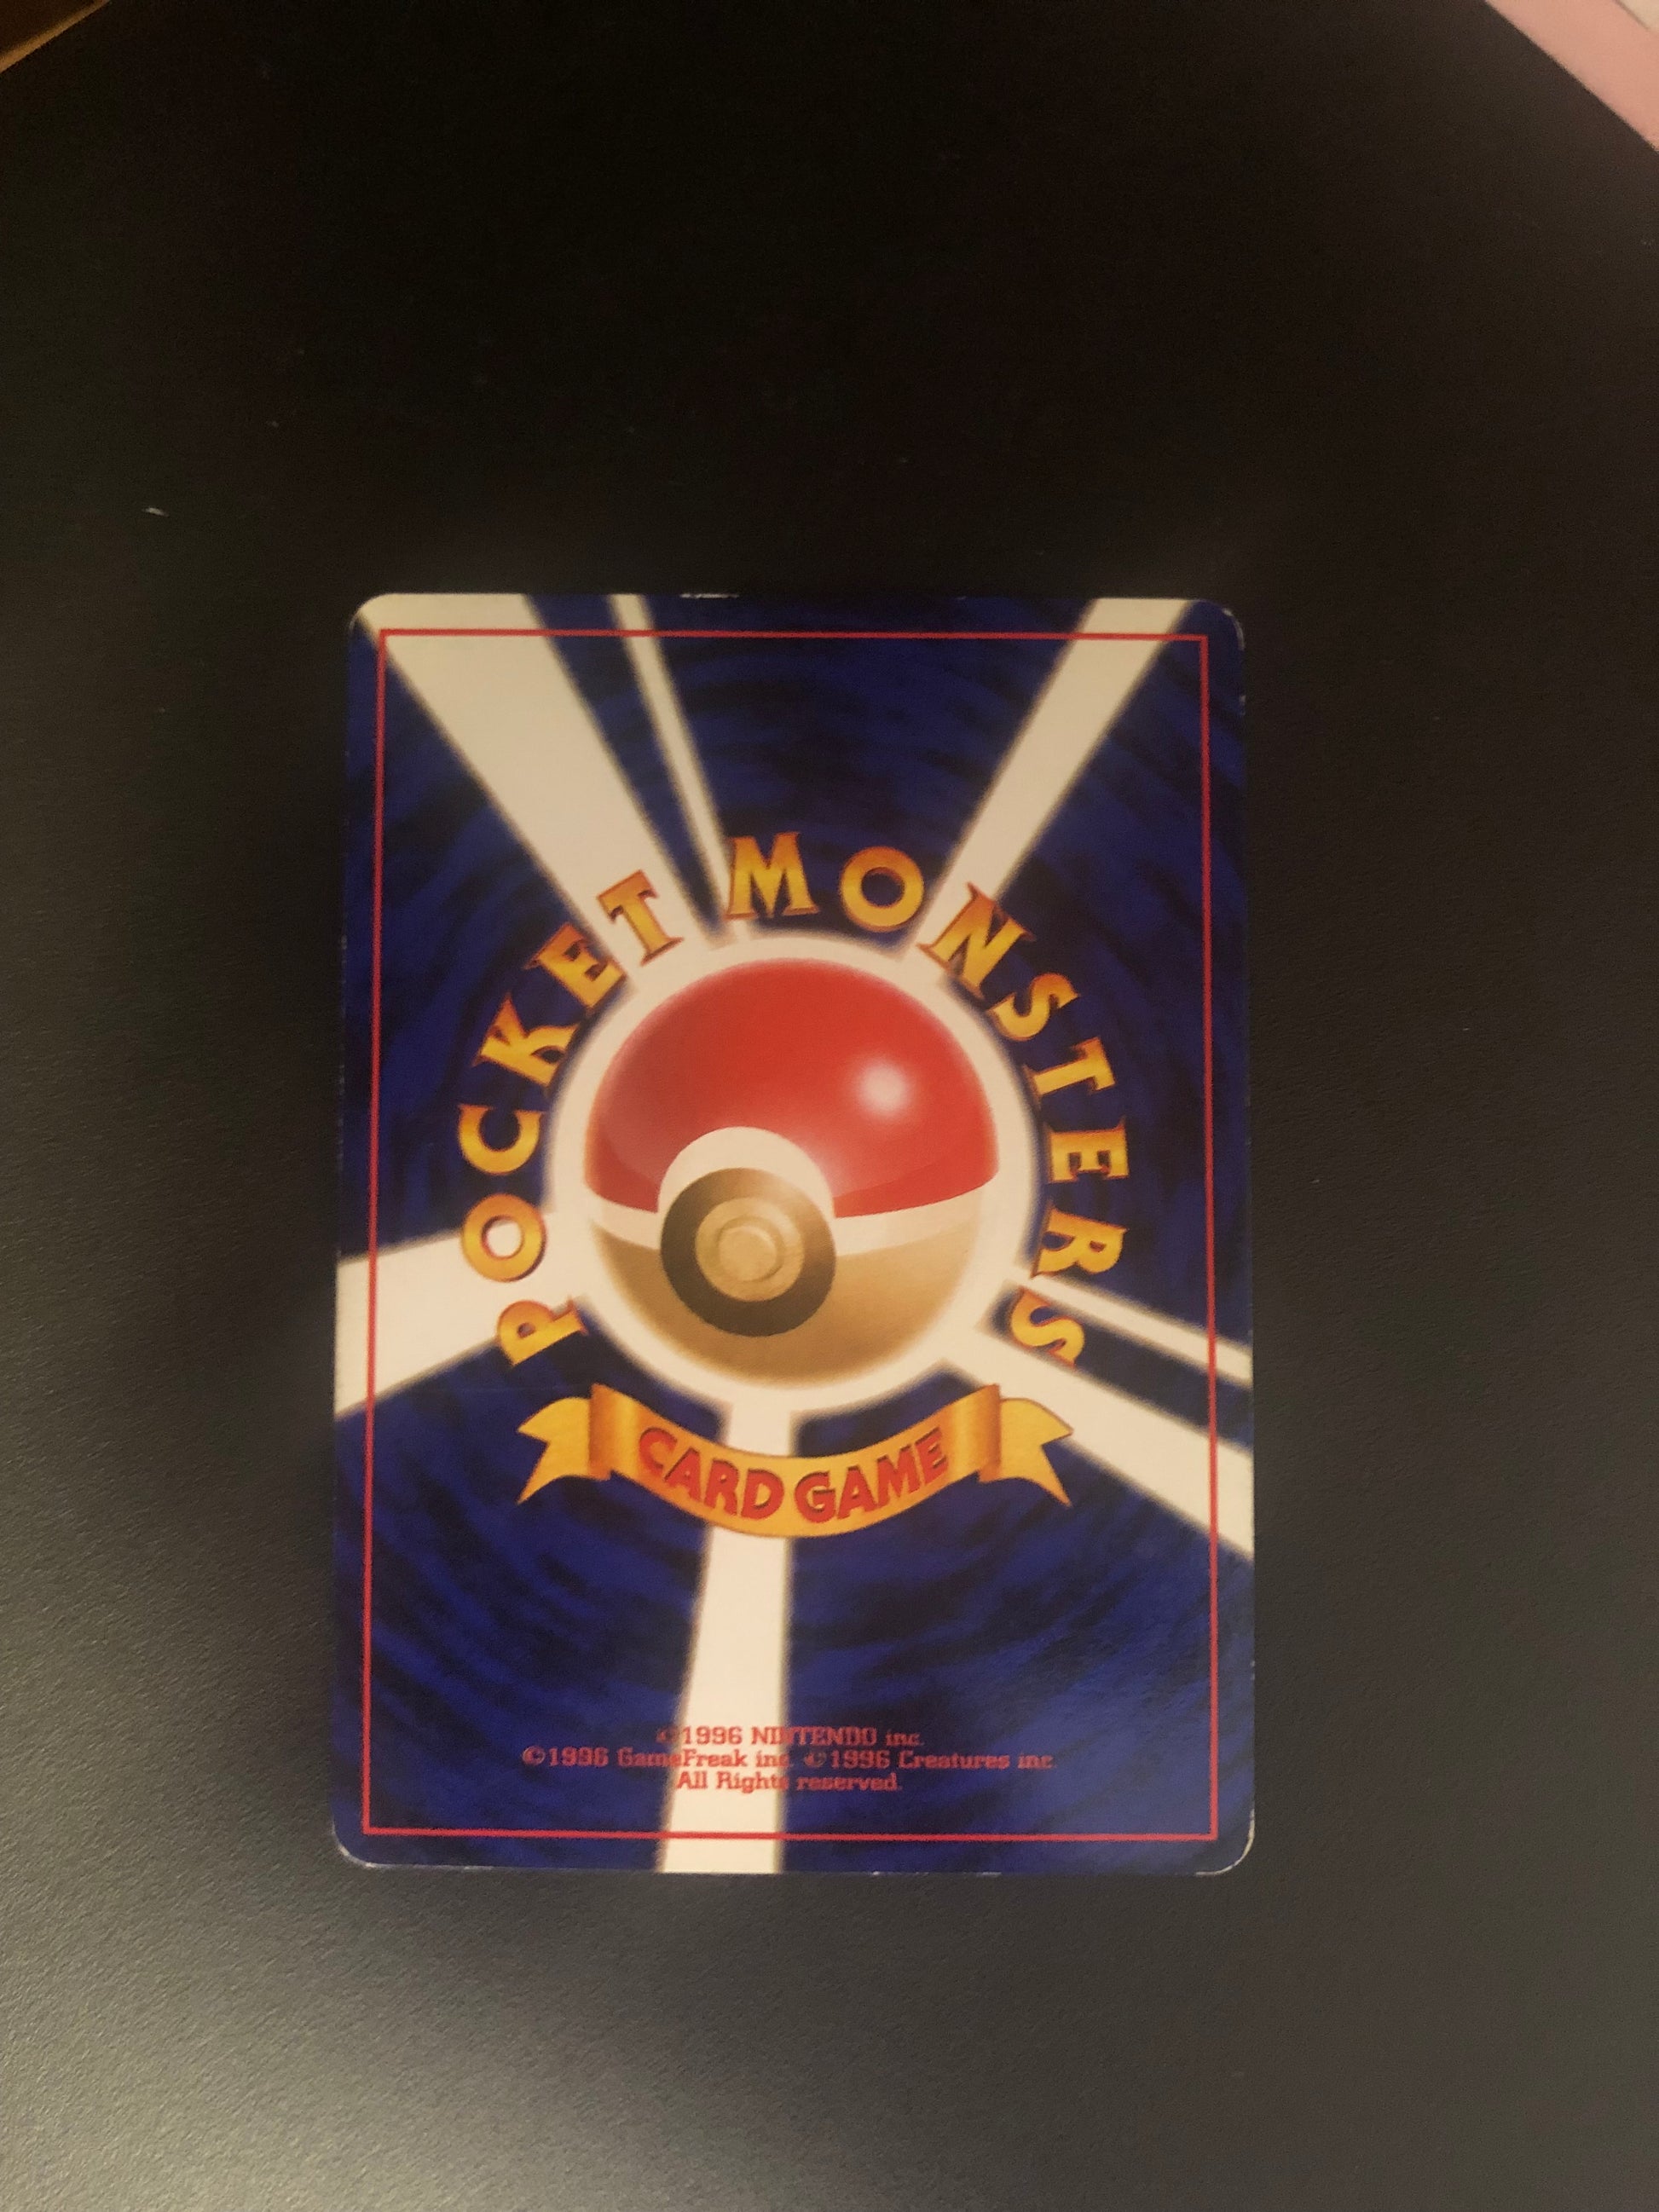 POCKET MONSTERS
CARD GAME
©1996 NINTENDO inc.
©1996 GameFreak inc. ©1996 Creatures inc.
All Rights reserved.